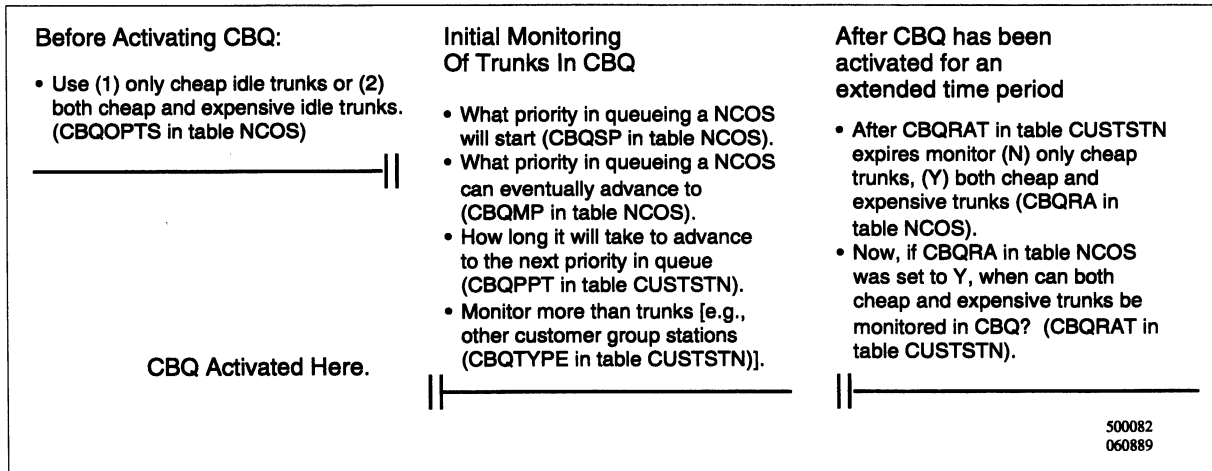 Before Activating CBQ:
• Use (1) only cheap idle trunks or (2)
both cheap and expensive idle trunks.
(CBQOPTS in table NCOS)
CBQ Activated Here.
Initial Monitoring
Of Trunks In CBQ
• What priority in queueing a NCOS
will start (CBQSP in table NCOS).
• What priority in queueing a NCOS
can eventually advance to
(CBQMP in table NCOS).
• How long it will take to advance
to the next priority in queue
(CBQPPT in table CUSTSTN).
• Monitor more than trunks [e.g.,
other customer group stations
(CBQTYPE in table CUSTSTN)].
After CBQ has been
activated for an
extended time period
• After CBQRAT in table CUSTSTN
expires monitor (N) only cheap
trunks, (Y) both cheap and
expensive trunks (CBQRA in
table NCOS).
• Now, if CBQRA in table NCOS
was set to Y, when can both
cheap and expensive trunks be
monitored in CBQ? (CBQRAT in
table CUSTSTN).
500082
060889